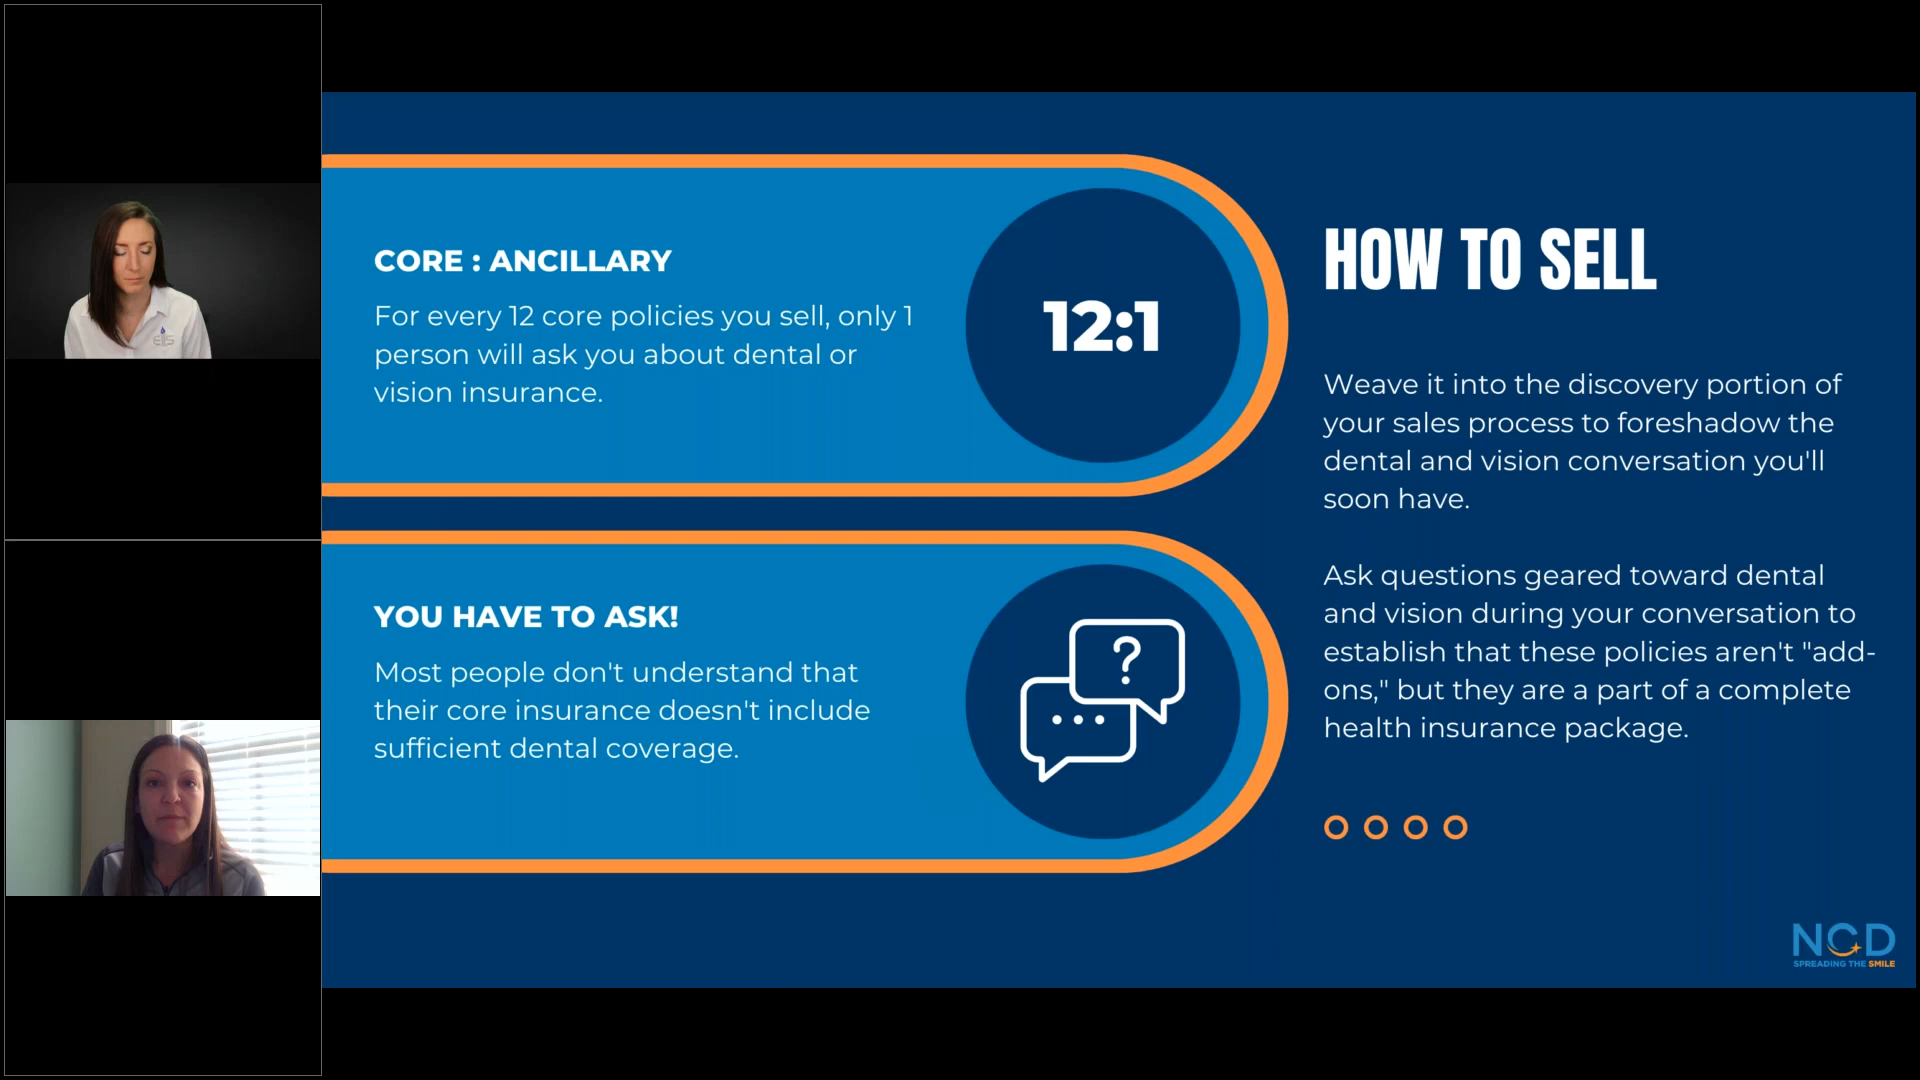 CORE : ANCILLARY
For every 12 core policies you sell, only 1
person will ask you about dental or
vision insurance.
12:1
YOU HAVE TO ASK!
Most people don't understand that
their core insurance doesn't include
sufficient dental coverage.
?
HOW TO SELL
Weave it into the discovery portion of
your sales process to foreshadow the
dental and vision conversation you'll
soon have.
Ask questions geared toward dental
and vision during your conversation to
establish that these policies aren't "add-
ons," but they are a part of a complete
health insurance package.
NCD
SPREADING THE SMILE